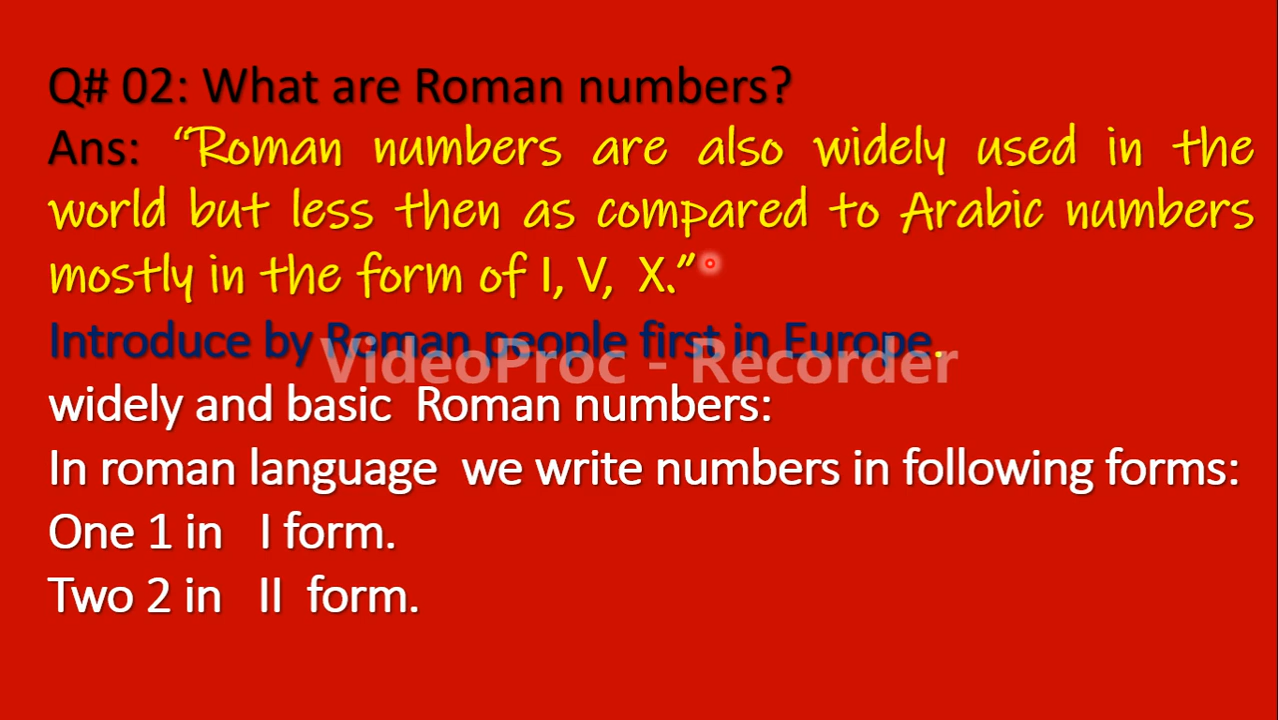 Q# 02: What are Roman numbers?
Ans: “Roman numbers are also widely used in the
world but less then as compared to Arabic numbers
mostly in the form of I, V, X.”
Introduce by Roman people first in Europe.
VideoProc - Recorder
widely and basic Roman numbers:
In roman language we write numbers in following forms:
One 1 in I form.
Two 2 in II form.